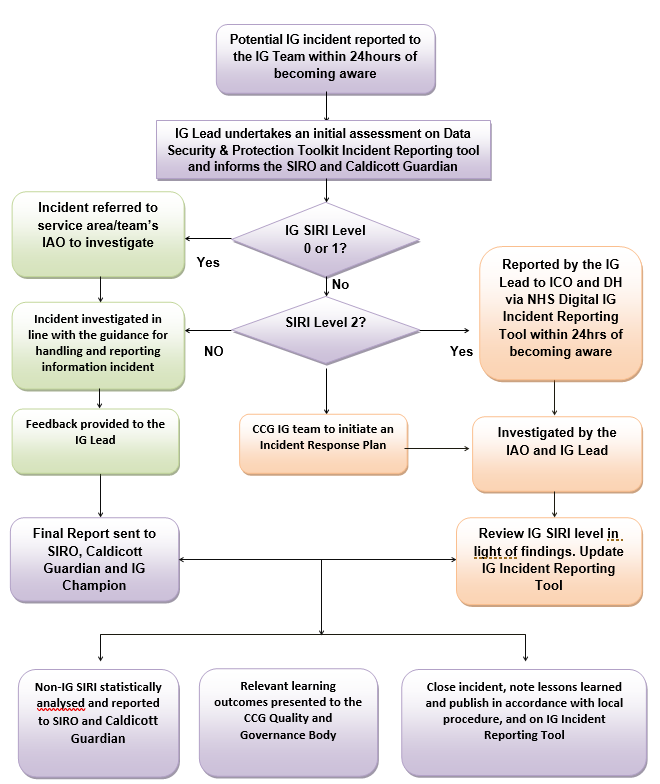 Potential IG incident reported to
the IG Team within 24hours of
becoming aware
IG Lead undertakes an initial assessment on Data
Security & Protection Toolkit Incident Reporting tool
and informs the SIRO and Caldicott Guardian
Incident referred to
service area/team's
IAO to investigate
IG SIRI Level
0 or 1?
Yes
No
Reported by the IG
Lead to ICO and DH
via NHS Digital IG
Incident Reporting
Tool within 24hrs of
becoming aware
Incident investigated in
line with the guidance for
handling and reporting
information incident
SIRI Level 2?
NO
Yes
Feedback provided to the
IG Lead
CCG IG team to initiate an
Incident Response Plan
Investigated by the
IAO and IG Lead
Final Report sent to
SIRO, Caldicott
Guardian and IG
Champion
Review IG SIRI level in
light of findings. Update
IG Incident Reporting
Tool
Non-IG SIRI statistically
analysed and reported
to SIRO and Caldicott
Guardian
Relevant learning
outcomes presented to the
CCG Quality and
Governance Body
Close incident, note lessons learned
and publish in accordance with local
procedure, and on IG Incident
Reporting Tool